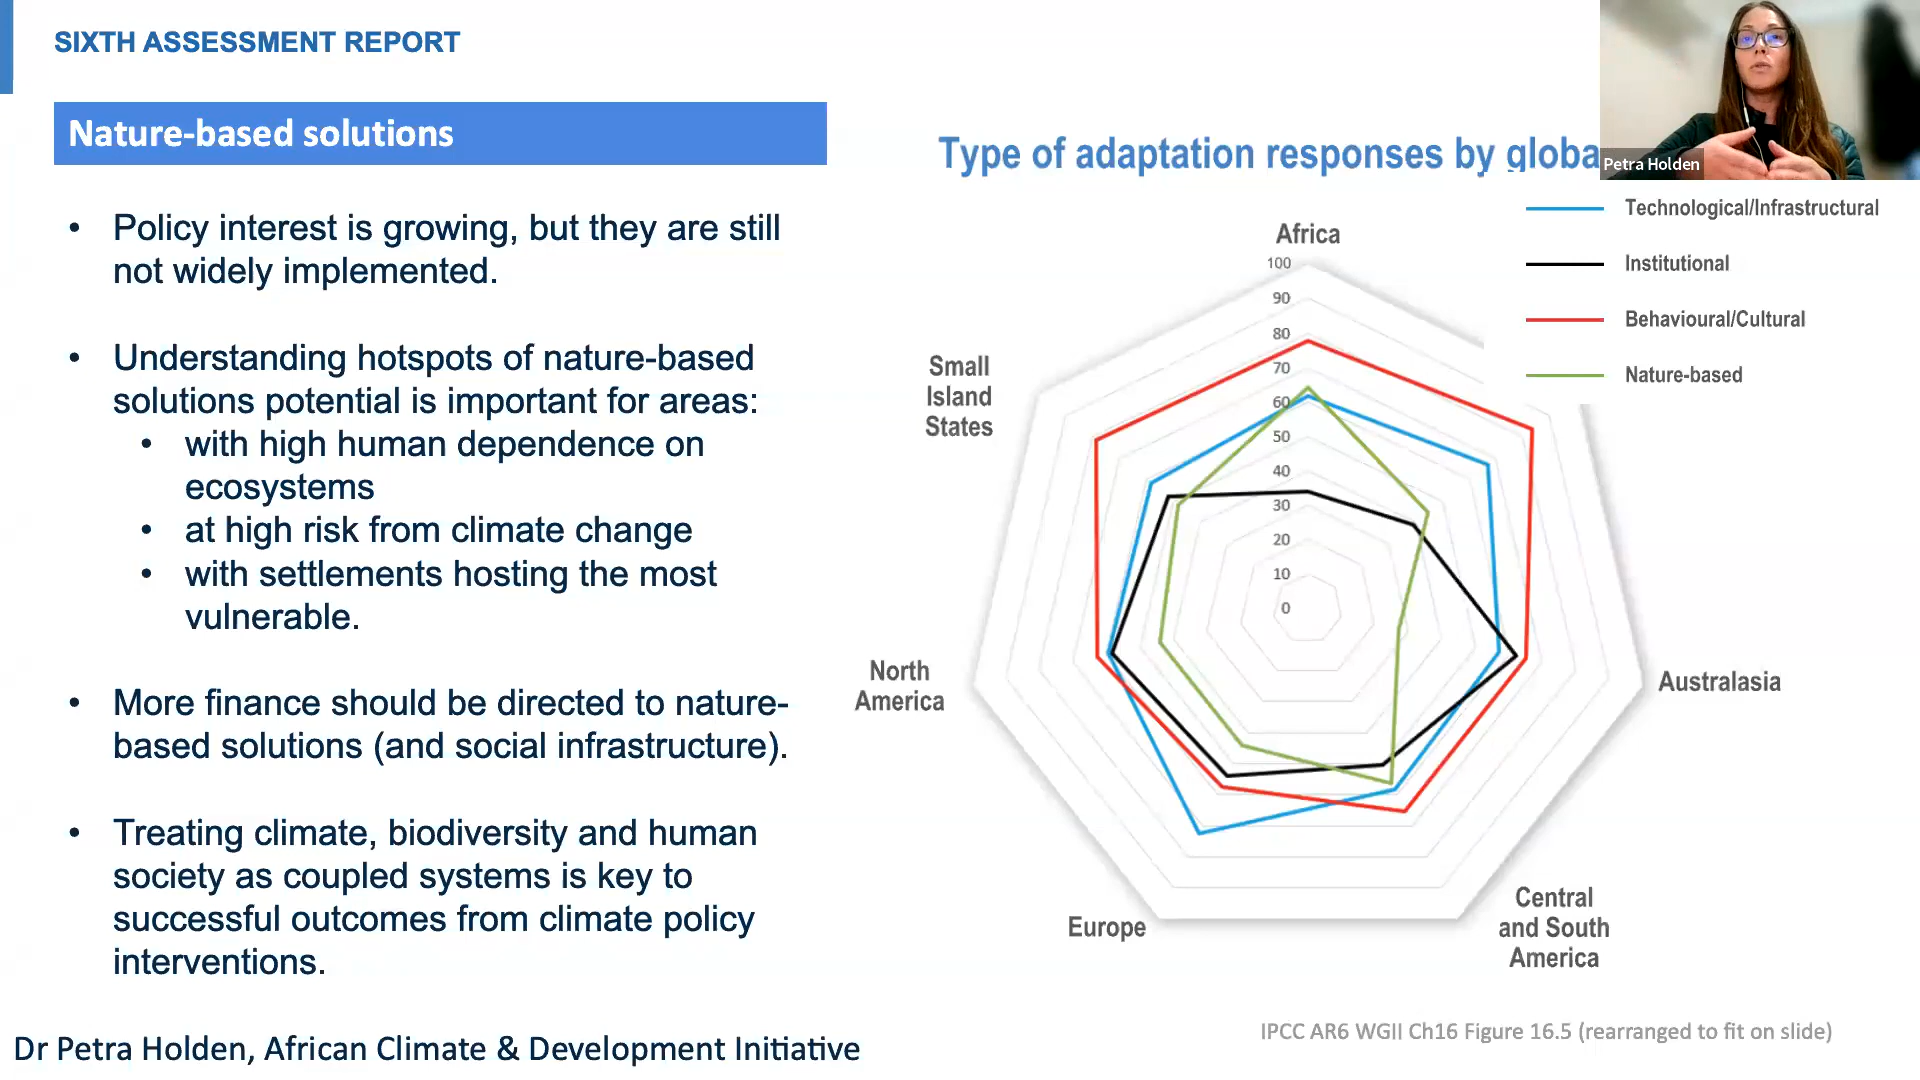 SIXTH ASSESSMENT REPORT
Nature-based solutions
• Policy interest is growing, but they are still
not widely implemented.
• Understanding hotspots of nature-based
solutions potential is important for areas:
• with high human dependence on
ecosystems
• at high risk from climate change
• with settlements hosting the most
vulnerable.
• More finance should be directed to nature-
based solutions (and social infrastructure).
• Treating climate, biodiversity and human
society as coupled systems is key to
successful outcomes from climate policy
interventions.
Dr Petra Holden, African Climate & Development Initiative
Type of adaptation responses by globa
Petra Holden
Technological/Infrastructural
Institutional
Behavioural/Cultural
Nature-based
Africa
100
90
80
70
60
50
40
30
20
10
0
Small
Island
States
North
America
Europe
Central
and South
America
Australasia
IPCC AR6 WGII Ch16 Figure 16.5 (rearranged to fit on slide)